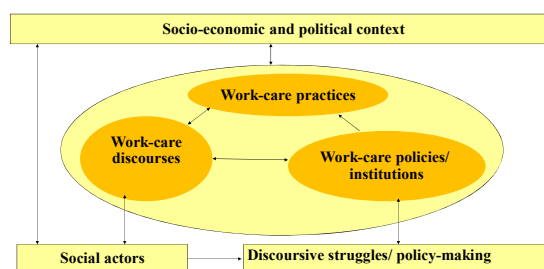 Socio-economic and political context
Work-care practices
Work-care
discourses
Work-care policies/
institutions
Social actors
Discoursive struggles/ policy-making